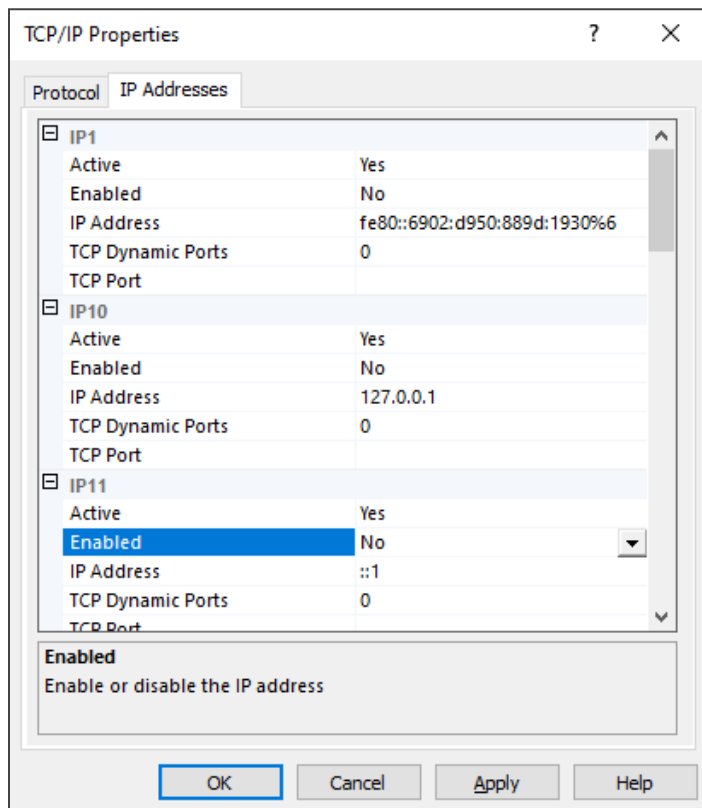 TCP/IP Properties ? ×
Protocol IP Addresses
IP1
Active Yes
Enabled No
IP Address fe80::6902:d950:889d:1930%6
TCP Dynamic Ports 0
TCP Port
IP10
Active Yes
Enabled No
IP Address 127.0.0.1
TCP Dynamic Ports 0
TCP Port
IP11
Active Yes
Enabled No
IP Address ::1
TCP Dynamic Ports 0
TCP Port
Enabled
Enable or disable the IP address
OK Cancel Apply Help